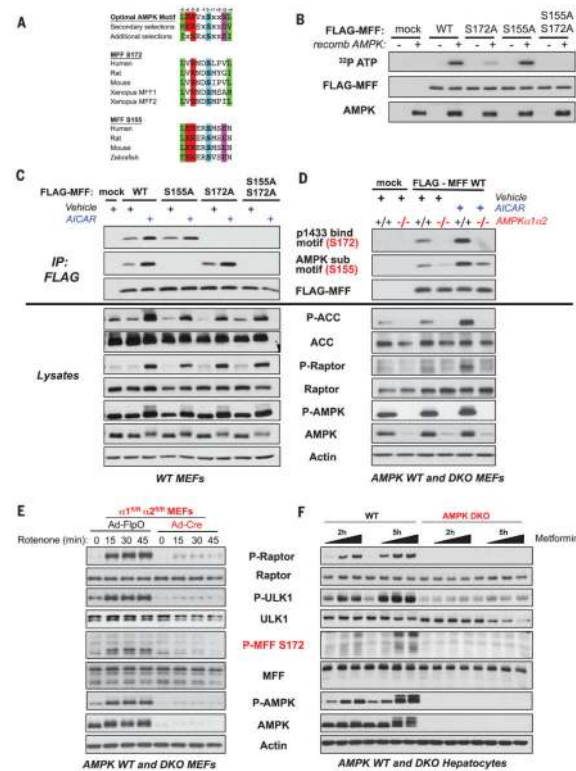 A
Optimal AMPK Motif
Secondary selections
Additional selections
MFF S172
Human
Rat
Mouse
Xenopus MFF1
Xenopus MFF2
MFF S155
Human
Rat
Mouse
Zebrafish
B
FLAG-MFF: mock WT S172A S155A S155A S172A
recomb AMPK: - + - + - + - + - +
32P ATP
FLAG-MFF
AMPK
C
FLAG-MFF: mock WT S155A S172A S155A S172A
Vehicle + + + + +
AICAR + + + +
IP: FLAG
Lysates
WT MEFs
D
mock FLAG - MFF WT
+ + + + Vehicle
+ + AICAR
+/+ -/- +/+ -/- +/+ -/- AMPKα1α2
p1433 bind motif (S172)
AMPK sub motif (S155)
FLAG-MFF
P-ACC
ACC
P-Raptor
Raptor
P-AMPK
AMPK
Actin
AMPK WT and DKO MEFs
E
α1fl/fl α2fl/fl MEFs
Ad-FlpO Ad-Cre
Rotenone (min): 0 15 30 45 0 15 30 45
AMPK WT and DKO MEFs
F
WT AMPK DKO
2h 5h 2h 5h
Metformin
P-Raptor
Raptor
P-ULK1
ULK1
P-MFF S172
MFF
P-AMPK
AMPK
Actin
AMPK WT and DKO Hepatocytes